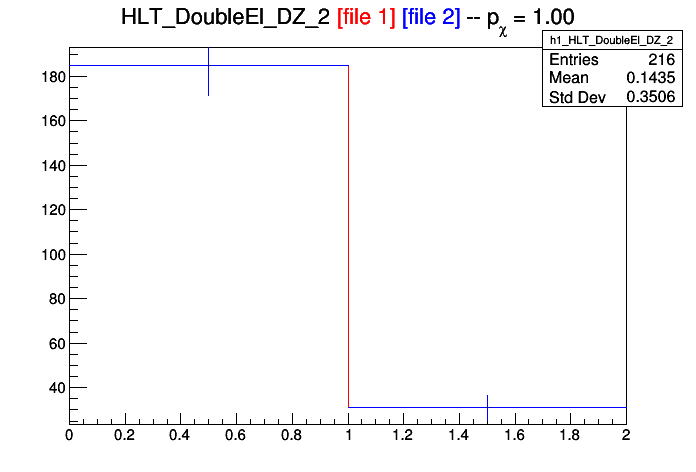 HLT_DoubleEl_DZ_2 [file 1] [file 2] -- pχ = 1.00
h1_HLT_DoubleEl_DZ_2
Entries 216
Mean 0.1435
Std Dev 0.3506
180
160
140
120
100
80
60
40
0 0.2 0.4 0.6 0.8 1 1.2 1.4 1.6 1.8 2